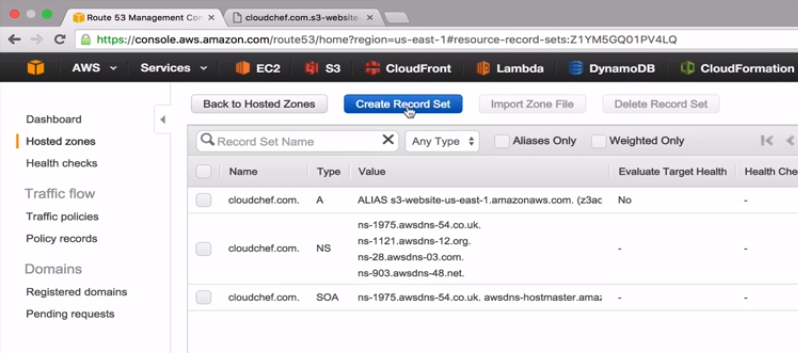 Route 53 Management Con
cloudchef.com.s3-website-
https://console.aws.amazon.com/route53/home?region=us-east-1#resource-record-sets:Z1YM5GQ01PV4LQ
AWS Services EC2 S3 CloudFront Lambda DynamoDB CloudFormation
Back to Hosted Zones Create Record Set Import Zone File Delete Record Set
Dashboard
Hosted zones
Health checks
Traffic flow
Traffic policies
Policy records
Domains
Registered domains
Pending requests
Record Set Name Any Type Aliases Only Weighted Only
Name Type Value Evaluate Target Health Health Che
cloudchef.com. A ALIAS s3-website-us-east-1.amazonaws.com. (z3ac No -
cloudchef.com. NS
ns-1975.awsdns-54.co.uk.
ns-1121.awsdns-12.org.
ns-28.awsdns-03.com.
ns-903.awsdns-48.net.
- -
cloudchef.com. SOA ns-1975.awsdns-54.co.uk. awsdns-hostmaster.amaz - -